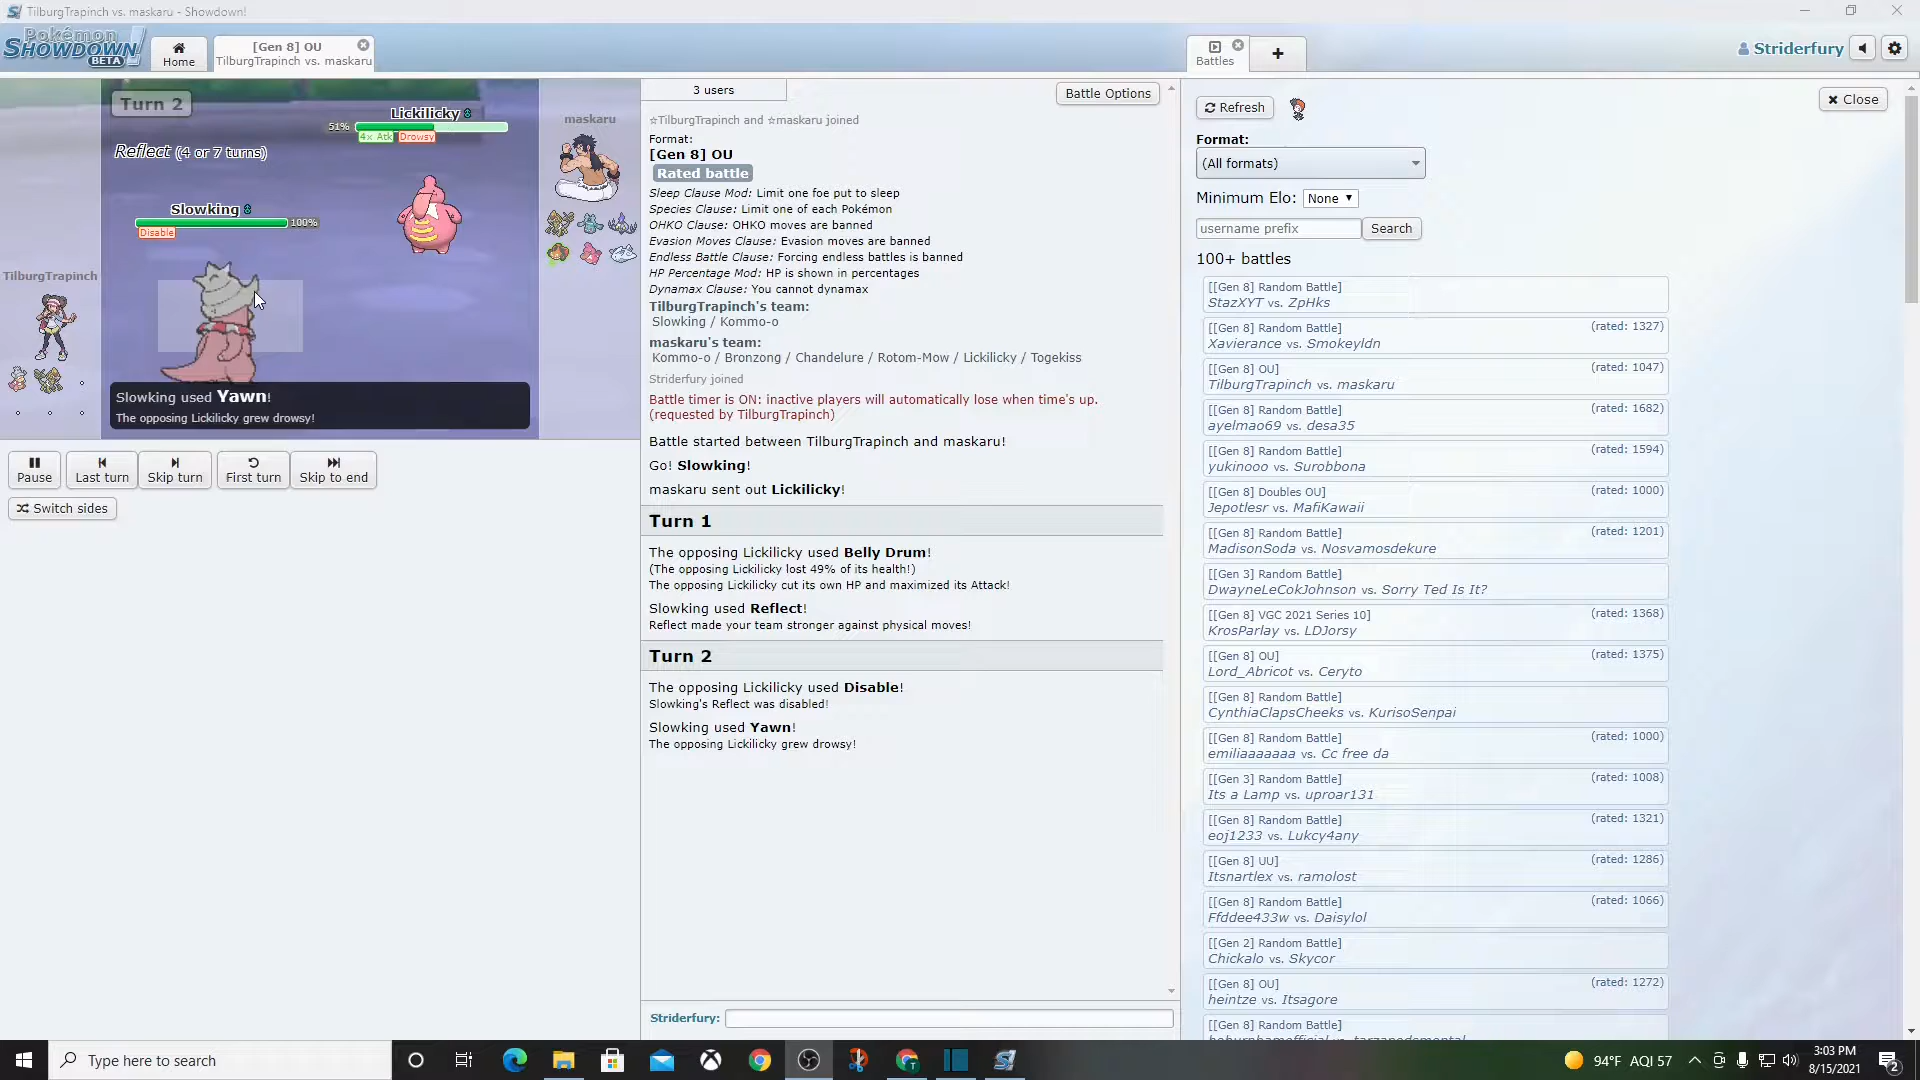 TilburgTrapinch vs. maskaru - Showdown!
Pokémon
SHOWDOWN!
BETA
Home
[Gen 8] OU
TilburgTrapinch vs. maskaru
Battles
Striderfury
Turn 2
Lickilicky
51%
4x Atk Drowsy
Reflect (4 or 7 turns)
Slowking
100%
Disable
TilburgTrapinch
maskaru
Slowking used Yawn!
The opposing Lickilicky grew drowsy!
Pause
Last turn
Skip turn
First turn
Skip to end
Switch sides
3 users
Battle Options
☆TilburgTrapinch and ☆maskaru joined
Format:
[Gen 8] OU
Rated battle
Sleep Clause Mod: Limit one foe put to sleep
Species Clause: Limit one of each Pokémon
OHKO Clause: OHKO moves are banned
Evasion Moves Clause: Evasion moves are banned
Endless Battle Clause: Forcing endless battles is banned
HP Percentage Mod: HP is shown in percentages
Dynamax Clause: You cannot dynamax
TilburgTrapinch's team:
Slowking / Kommo-o
maskaru's team:
Kommo-o / Bronzong / Chandelure / Rotom-Mow / Lickilicky / Togekiss
Striderfury joined
Battle timer is ON: inactive players will automatically lose when time's up.
(requested by TilburgTrapinch)
Battle started between TilburgTrapinch and maskaru!
Go! Slowking!
maskaru sent out Lickilicky!
Turn 1
The opposing Lickilicky used Belly Drum!
(The opposing Lickilicky lost 49% of its health!)
The opposing Lickilicky cut its own HP and maximized its Attack!
Slowking used Reflect!
Reflect made your team stronger against physical moves!
Turn 2
The opposing Lickilicky used Disable!
Slowking's Reflect was disabled!
Slowking used Yawn!
The opposing Lickilicky grew drowsy!
Striderfury:
Refresh
Close
Format:
(All formats)
Minimum Elo: None
username prefix
Search
100+ battles
[[Gen 8] Random Battle]
StazXYT vs. ZpHks
[[Gen 8] Random Battle] (rated: 1327)
Xavierance vs. Smokeyldn
[[Gen 8] OU] (rated: 1047)
TilburgTrapinch vs. maskaru
[[Gen 8] Random Battle] (rated: 1682)
ayelmao69 vs. desa35
[[Gen 8] Random Battle] (rated: 1594)
yukinooo vs. Surobbona
[[Gen 8] Doubles OU] (rated: 1000)
Jepotlesr vs. MafiKawaii
[[Gen 8] Random Battle] (rated: 1201)
MadisonSoda vs. Nosvamosdekure
[[Gen 3] Random Battle]
DwayneLeCokJohnson vs. Sorry Ted Is It?
[[Gen 8] VGC 2021 Series 10] (rated: 1368)
KrosParlay vs. LDJorsy
[[Gen 8] OU] (rated: 1375)
Lord_Abricot vs. Ceryto
[[Gen 8] Random Battle]
CynthiaClapsCheeks vs. KurisoSenpai
[[Gen 8] Random Battle] (rated: 1000)
emiliaaaaaaa vs. Cc free da
[[Gen 3] Random Battle] (rated: 1008)
Its a Lamp vs. uproar131
[[Gen 8] Random Battle] (rated: 1321)
eoj1233 vs. Lukcy4any
[[Gen 8] UU] (rated: 1286)
Itsnartlex vs. ramolost
[[Gen 8] Random Battle] (rated: 1066)
Ffddee433w vs. Daisylol
[[Gen 2] Random Battle]
Chickalo vs. Skycor
[[Gen 8] OU] (rated: 1272)
heintze vs. Itsagore
[[Gen 8] Random Battle]
Type here to search
94°F AQI 57
3:03 PM
8/15/2021
2